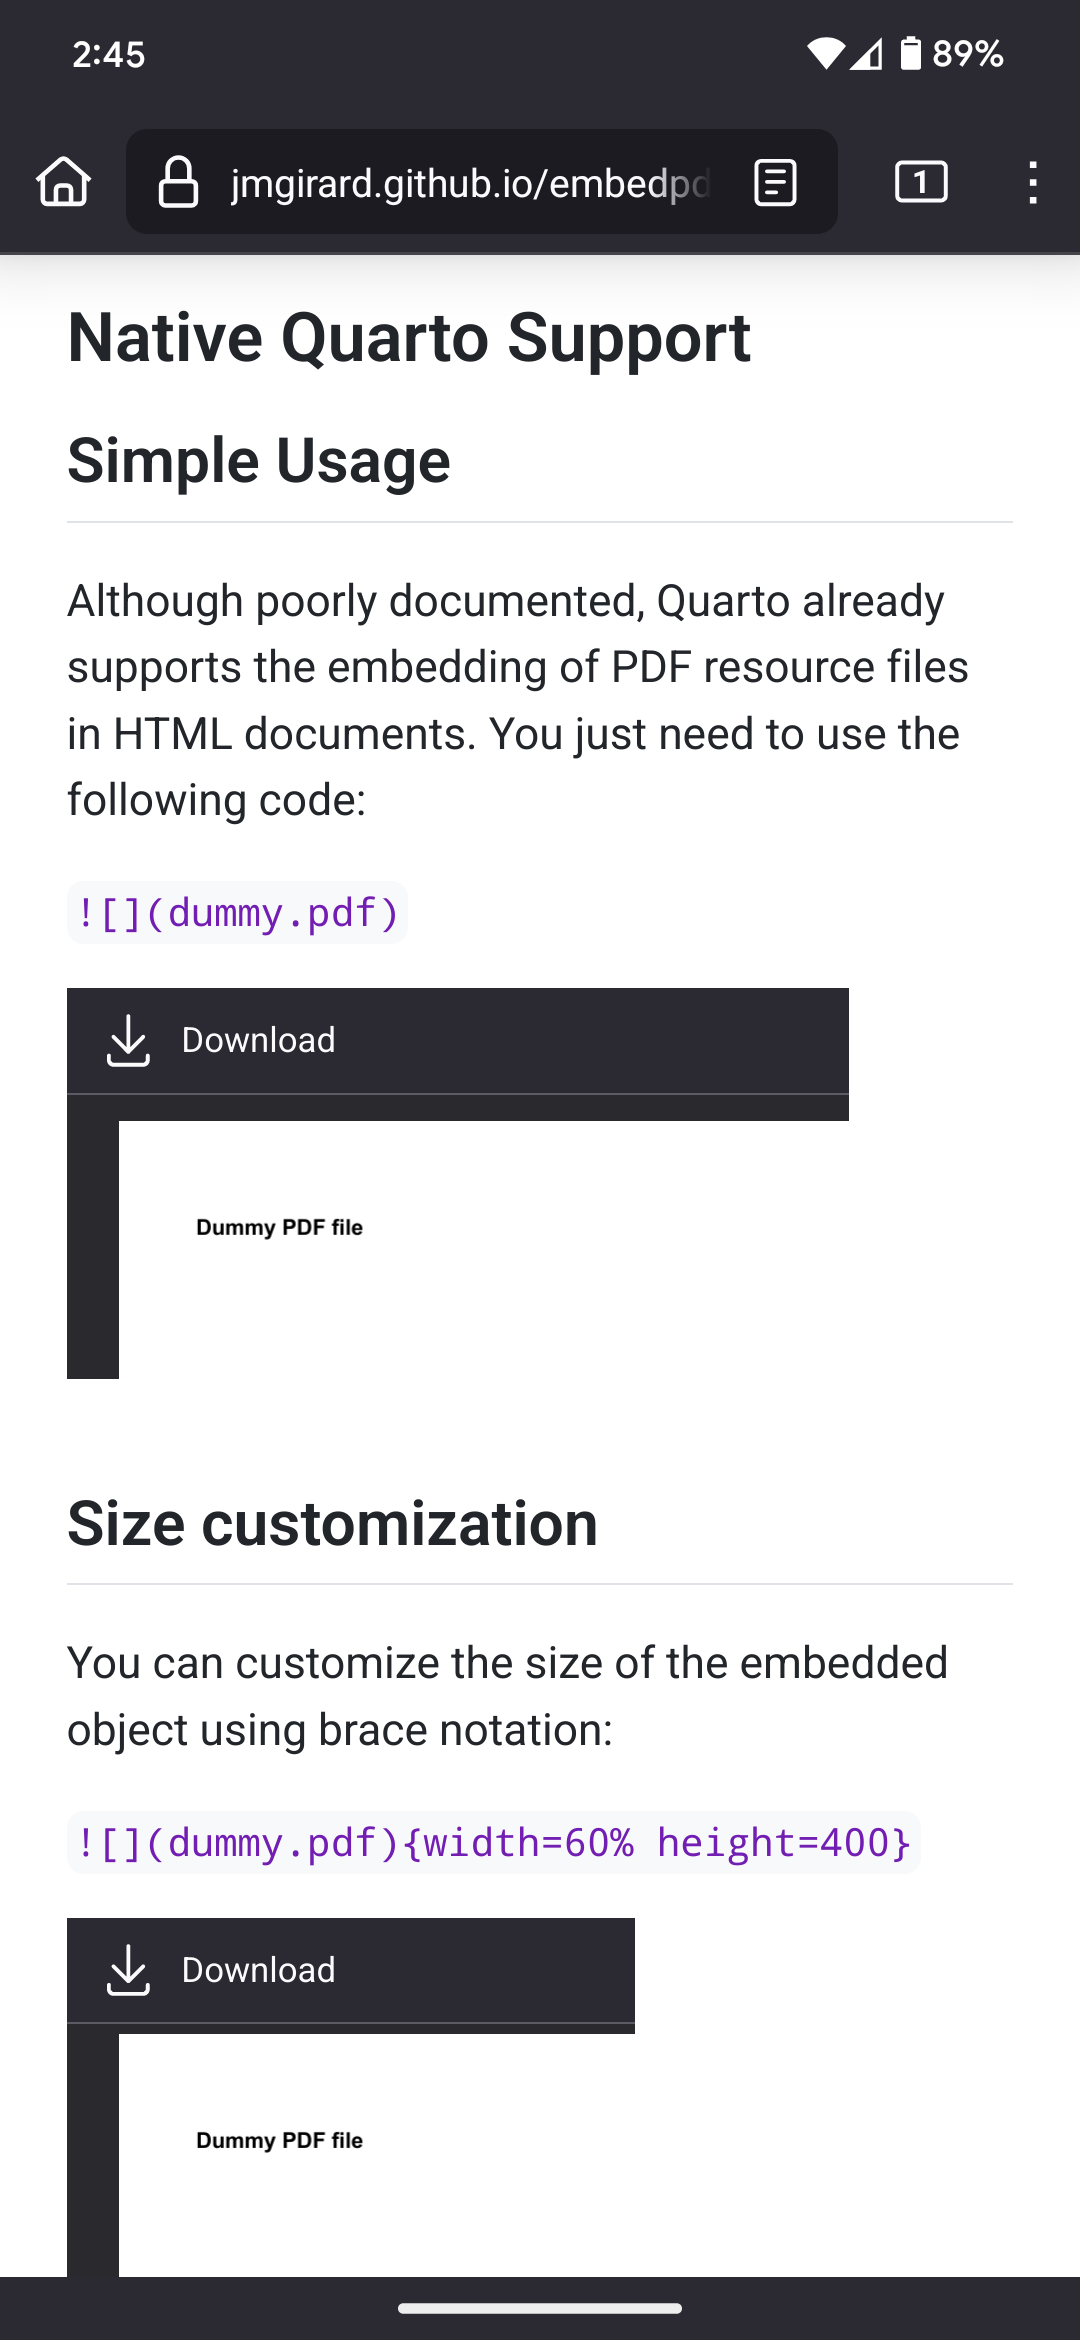 2:45
89%
jmgirard.github.io/embedpd
1
Native Quarto Support
Simple Usage
Although poorly documented, Quarto already
supports the embedding of PDF resource files
in HTML documents. You just need to use the
following code:
![](dummy.pdf)
Download
Dummy PDF file
Size customization
You can customize the size of the embedded
object using brace notation:
![](dummy.pdf){width=60% height=400}
Download
Dummy PDF file